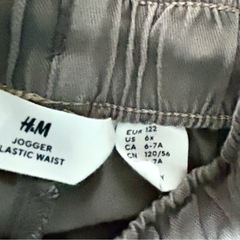 H&M
JOGGER
LASTIC WAIST
EUR 122
US 6x
CA 6-7A
CN 120/56
7A